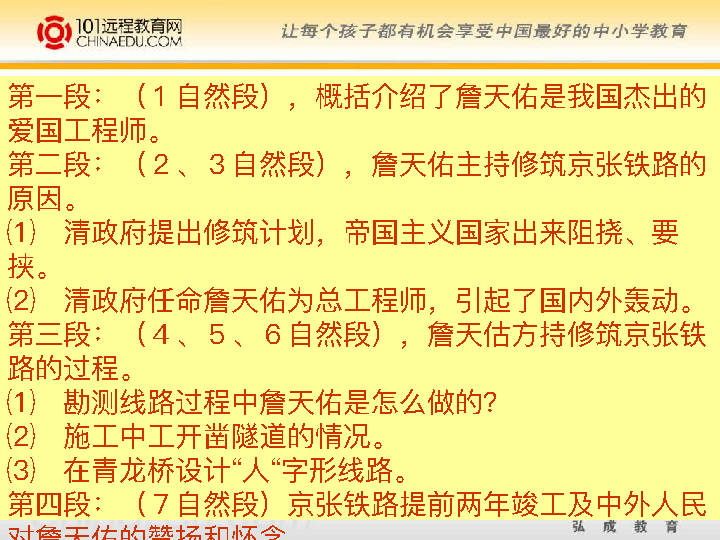 101远程教育网
CHINAEDU.COM
让每个孩子都有机会享受中国最好的中小学教育
第一段：（1自然段），概括介绍了詹天佑是我国杰出的
爱国工程师。
第二段：（2、3自然段），詹天佑主持修筑京张铁路的
原因。
⑴ 清政府提出修筑计划，帝国主义国家出来阻挠、要
挟。
⑵ 清政府任命詹天佑为总工程师，引起了国内外轰动。
第三段：（4、5、6自然段），詹天估方持修筑京张铁
路的过程。
⑴ 勘测线路过程中詹天佑是怎么做的？
⑵ 施工中工开凿隧道的情况。
⑶ 在青龙桥设计“人“字形线路。
第四段：（7自然段）京张铁路提前两年竣工及中外人民
对詹天佑的赞扬和怀念
弘成教育